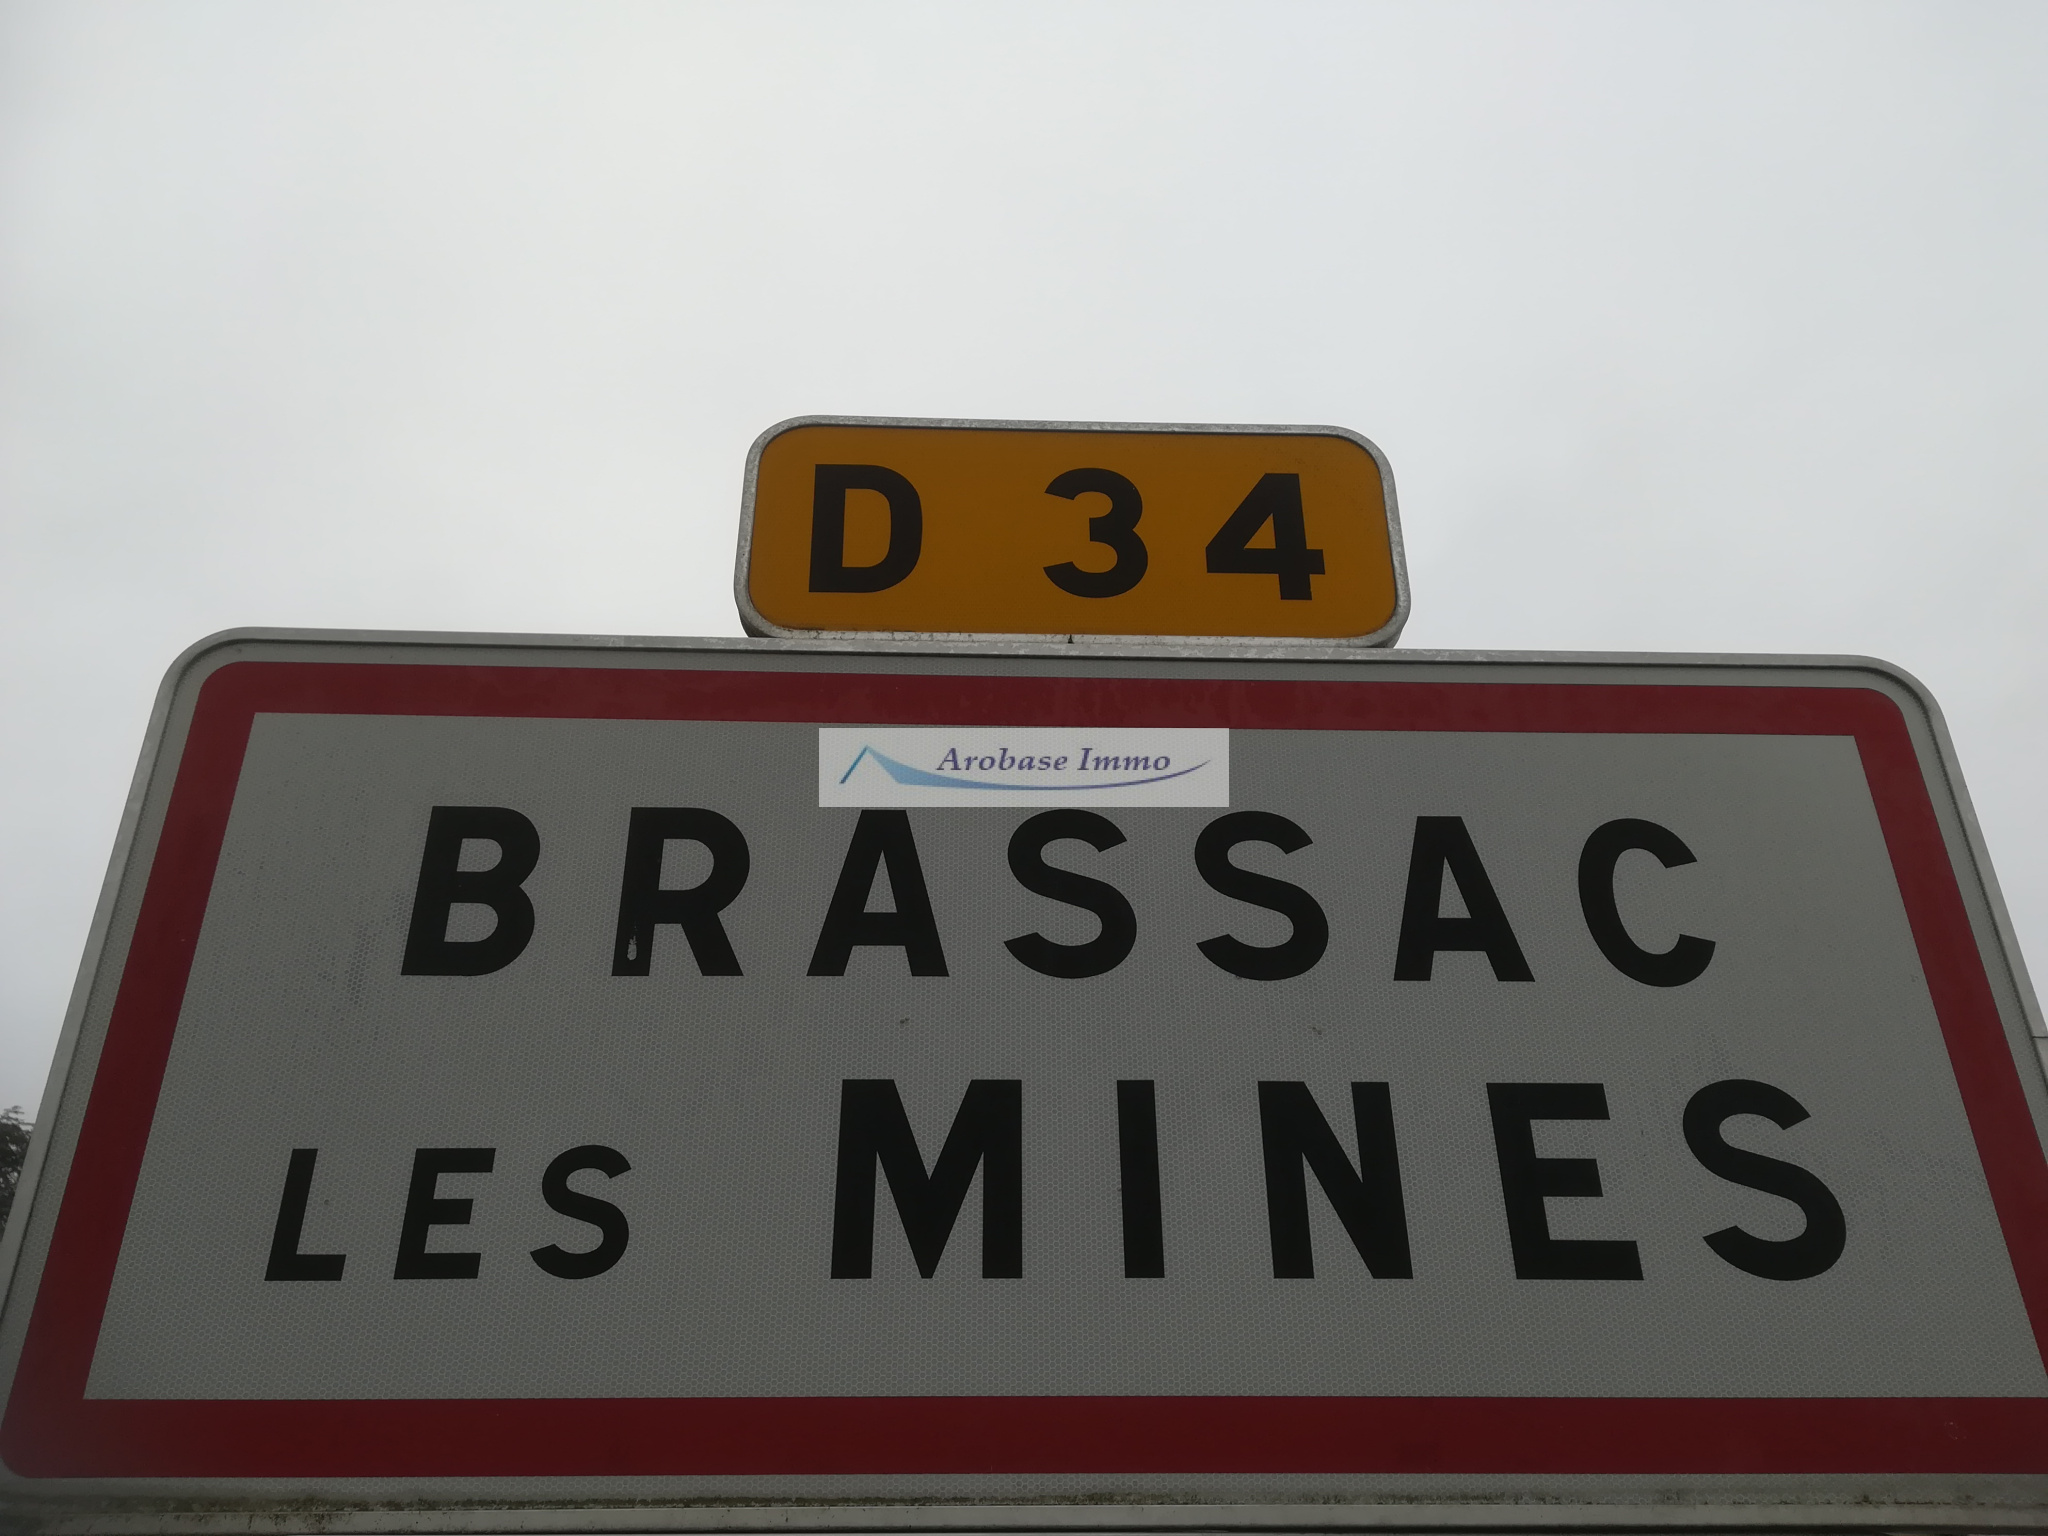 D 34
Arobase Immo
BRASSAC
LES MINES